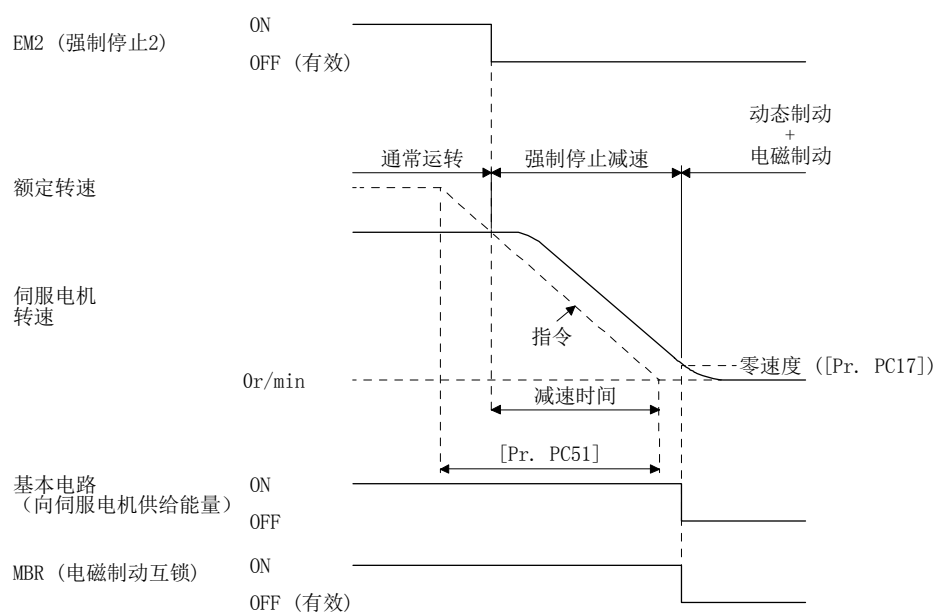 ON
EM2 (强制停止2)
OFF (有效)
动态制动
+
电磁制动
通常运转
强制停止减速
额定转速
伺服电机
转速
指令
零速度 ([Pr. PC17])
0r/min
减速时间
[Pr. PC51]
基本电路
(向伺服电机供给能量)
ON
OFF
MBR (电磁制动互锁)
ON
OFF (有效)